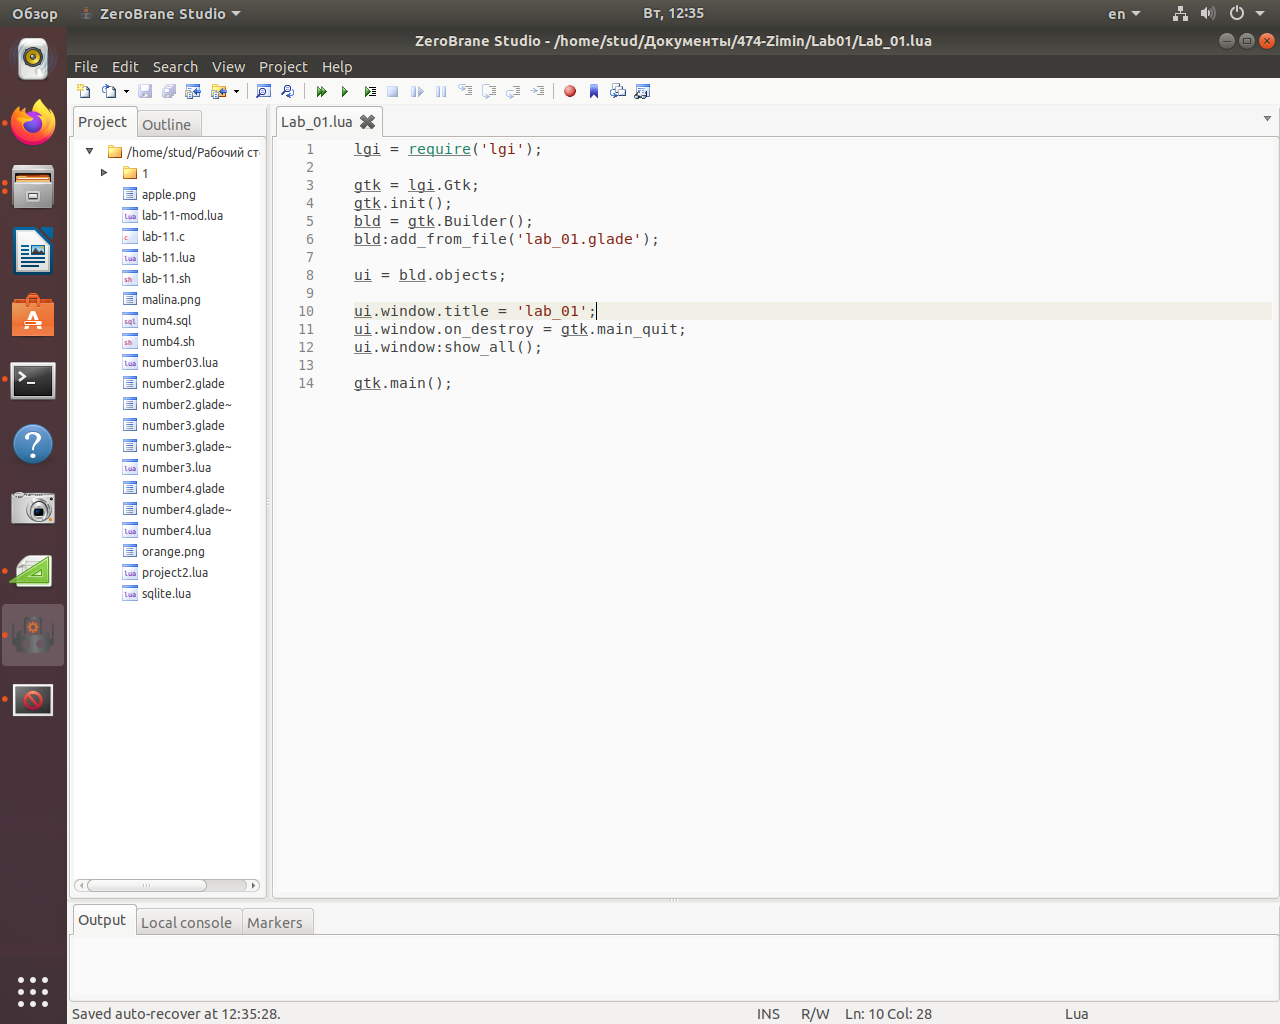 Обзор
ZeroBrane Studio
Вт, 12:35
en
ZeroBrane Studio - /home/stud/Документы/474-Zimin/Lab01/Lab_01.lua
File Edit Search View Project Help
Project
Outline
/home/stud/Рабочий ст
1
apple.png
lab-11-mod.lua
lab-11.c
lab-11.lua
lab-11.sh
malina.png
num4.sql
numb4.sh
number03.lua
number2.glade
number2.glade~
number3.glade
number3.glade~
number3.lua
number4.glade
number4.glade~
number4.lua
orange.png
project2.lua
sqlite.lua
Lab_01.lua
1 lgi = require('lgi');
2
3 gtk = lgi.Gtk;
4 gtk.init();
5 bld = gtk.Builder();
6 bld:add_from_file('lab_01.glade');
7
8 ui = bld.objects;
9
10 ui.window.title = 'lab_01';
11 ui.window.on_destroy = gtk.main_quit;
12 ui.window:show_all();
13
14 gtk.main();
Output
Local console
Markers
Saved auto-recover at 12:35:28.
INS
R/W
Ln: 10 Col: 28
Lua